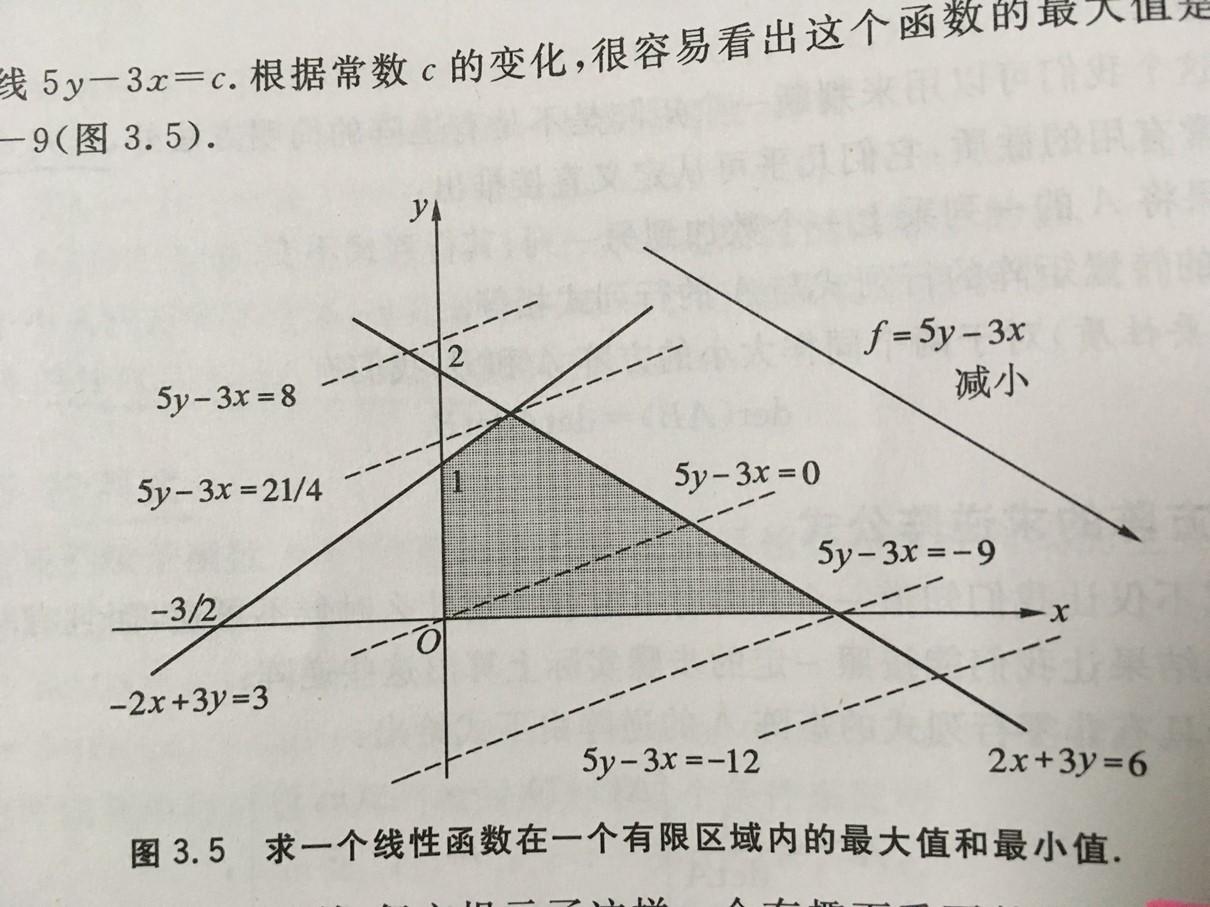 线 5y－3x＝c. 根据常数 c 的变化，很容易看出这个函数的最大值是
－9(图 3.5).
y
2
f＝5y－3x
减小
5y－3x＝8
5y－3x＝21/4
1
5y－3x＝0
5y－3x＝－9
－3/2
O
x
－2x＋3y＝3
5y－3x＝－12
2x＋3y＝6
图 3.5 求一个线性函数在一个有限区域内的最大值和最小值.